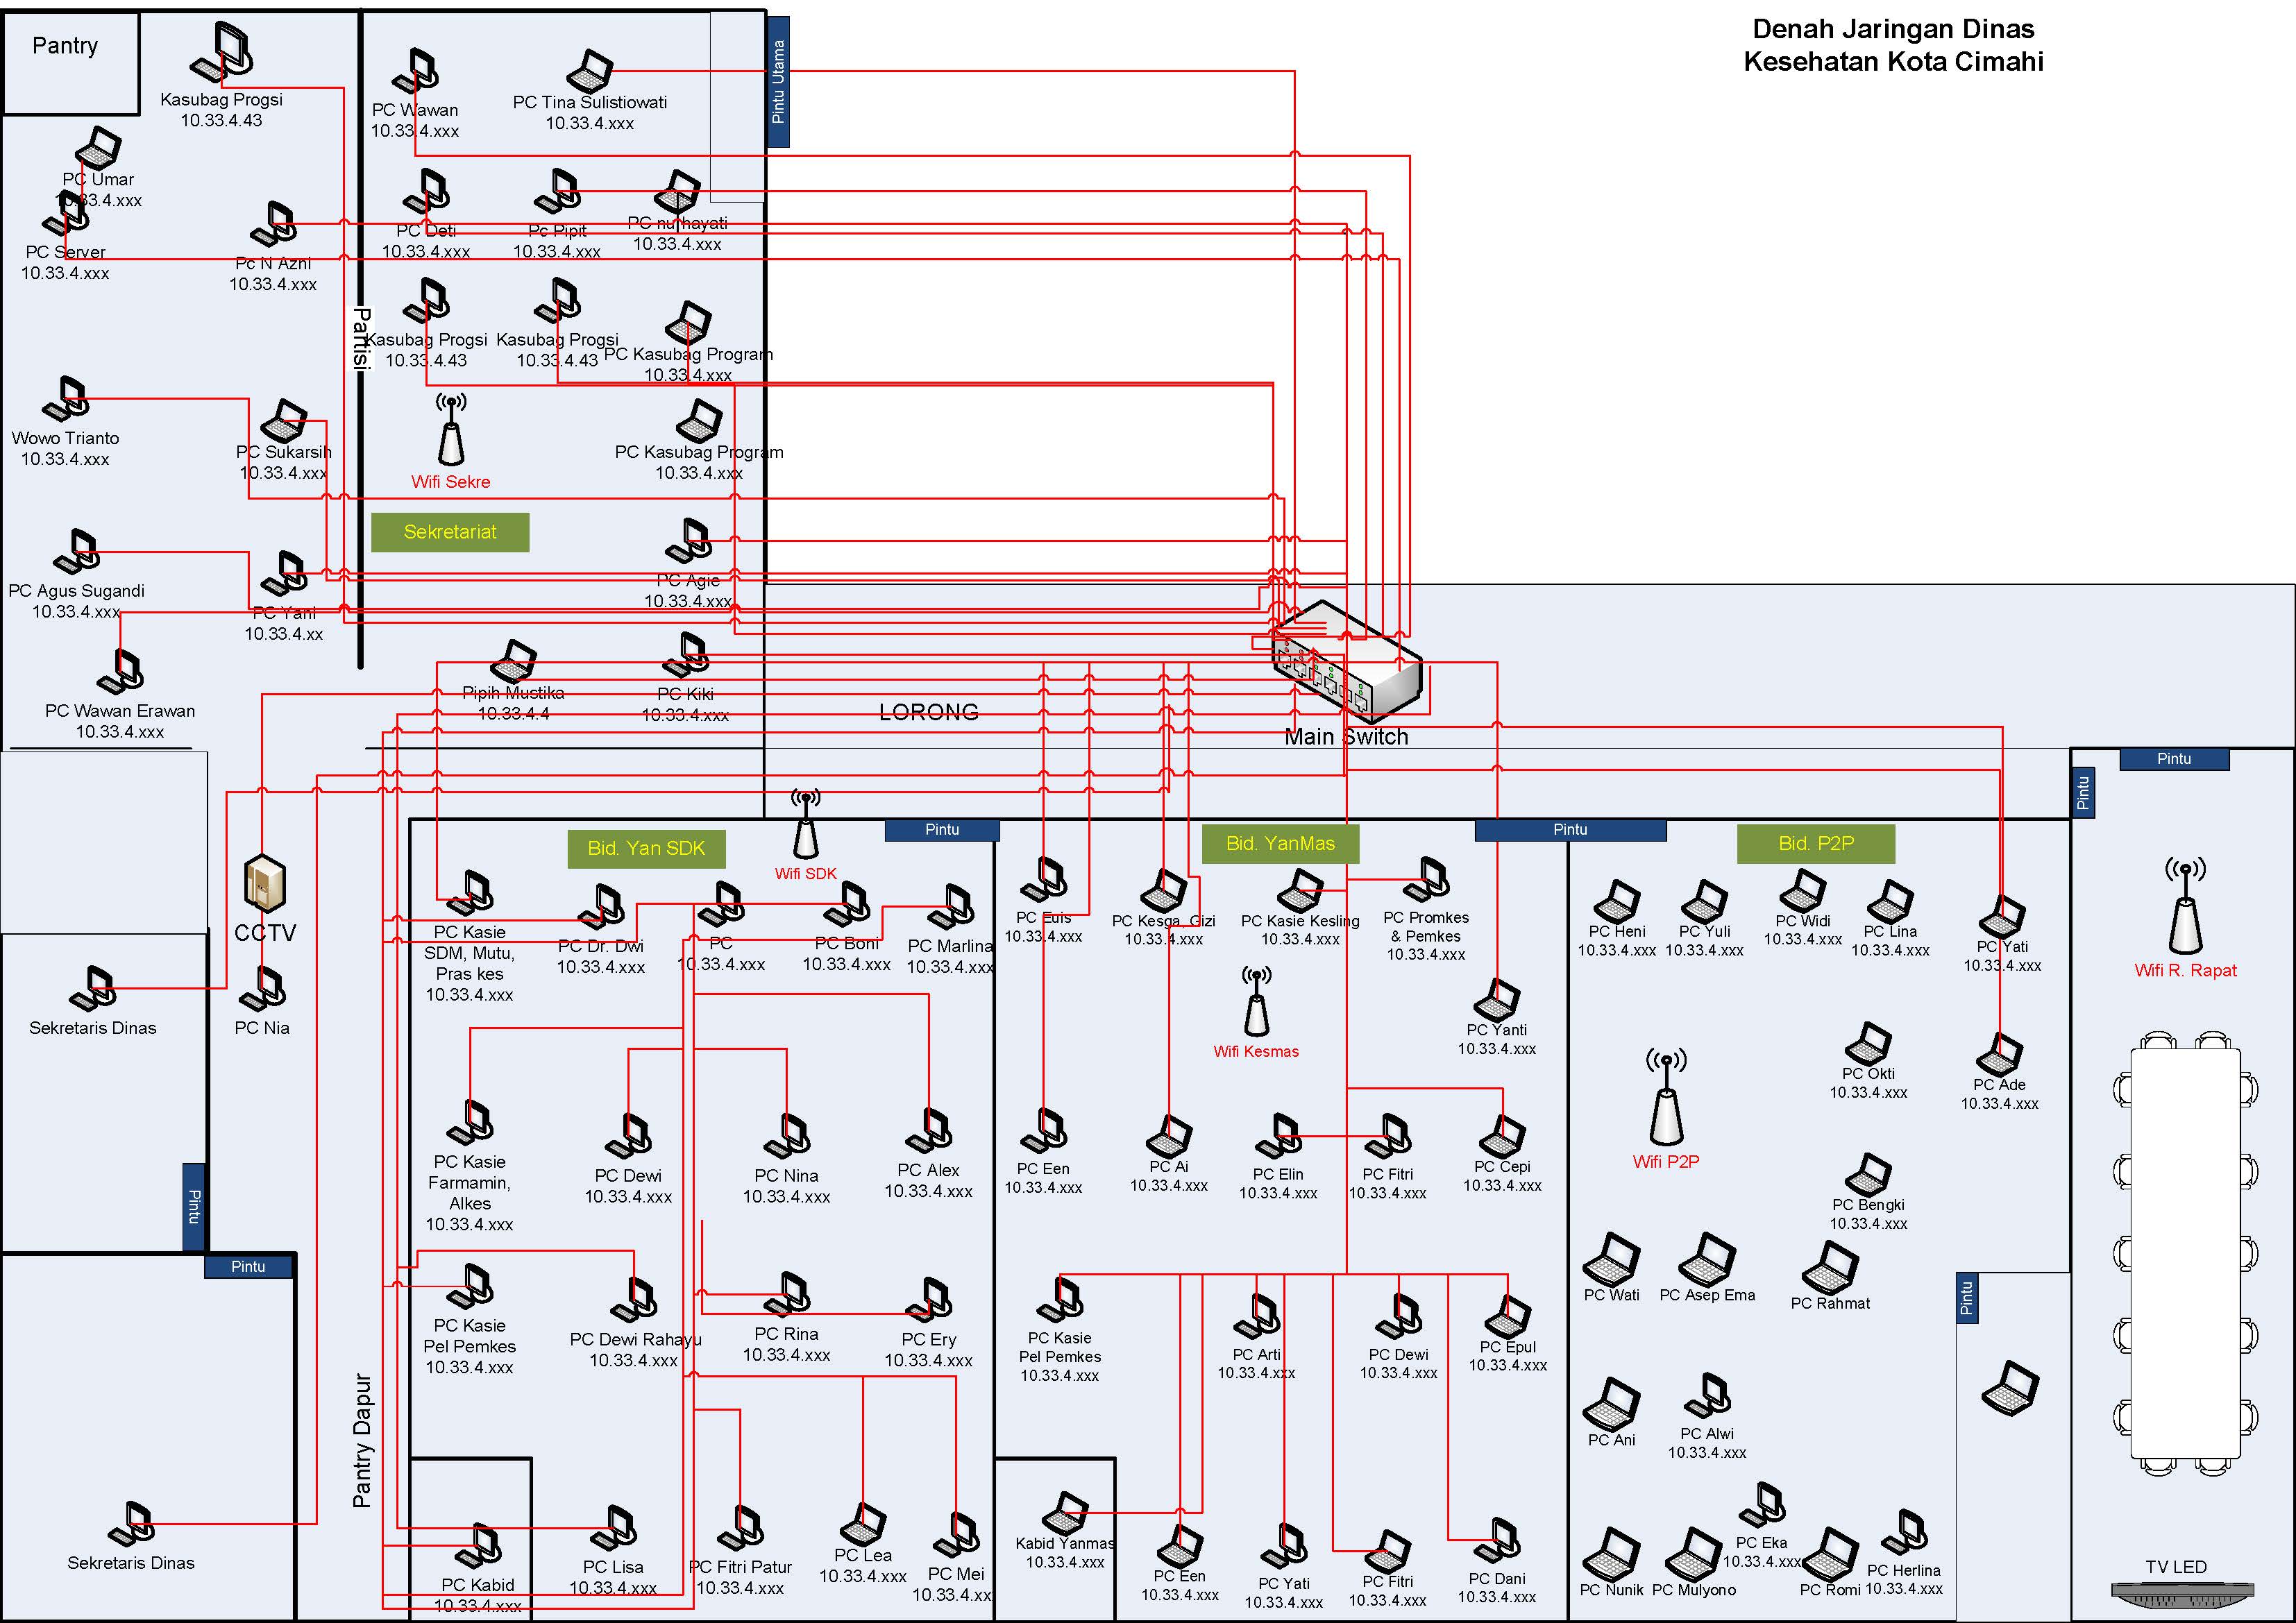 Denah Jaringan Dinas
Kesehatan Kota Cimahi
Pantry
Kasubag Progsi
10.33.4.43
PC Umar
10.33.4.xxx
PC Server
10.33.4.xxx
Pc N Azni
10.33.4.xxx
Wowo Trianto
10.33.4.xxx
PC Sukarsih
10.33.4.xxx
PC Agus Sugandi
10.33.4.xxx
PC Yani
10.33.4.xx
PC Wawan Erawan
10.33.4.xxx
Partisi
PC Wawan
10.33.4.xxx
PC Tina Sulistiowati
10.33.4.xxx
Pintu Utama
PC Deti
10.33.4.xxx
Pc Pipit
10.33.4.xxx
PC nurhayati
10.33.4.xxx
Kasubag Progsi
10.33.4.43
Kasubag Progsi
10.33.4.43
PC Kasubag Program
10.33.4.xxx
Wifi Sekre
PC Kasubag Program
10.33.4.xxx
Sekretariat
PC Agie
10.33.4.xxx
Pipih Mustika
10.33.4.4
PC Kiki
10.33.4.xxx
LORONG
Main Switch
CCTV
PC Nia
Sekretaris Dinas
Pintu
Pintu
Sekretaris Dinas
Pantry Dapur
Bid. Yan SDK
Wifi SDK
Pintu
PC Kasie
SDM, Mutu,
Pras kes
10.33.4.xxx
PC Dr. Dwi
10.33.4.xxx
PC
10.33.4.xxx
PC Boni
10.33.4.xxx
PC Marlina
10.33.4.xxx
PC Kasie
Farmamin,
Alkes
10.33.4.xxx
PC Dewi
10.33.4.xxx
PC Nina
10.33.4.xxx
PC Alex
10.33.4.xxx
PC Kasie
Pel Pemkes
10.33.4.xxx
PC Dewi Rahayu
10.33.4.xxx
PC Rina
10.33.4.xxx
PC Ery
10.33.4.xxx
PC Kabid
10.33.4.xxx
PC Lisa
10.33.4.xxx
PC Fitri Patur
10.33.4.xxx
PC Lea
10.33.4.xxx
PC Mei
10.33.4.xx
Bid. YanMas
Pintu
PC Euis
10.33.4.xxx
PC Kesga, Gizi
10.33.4.xxx
PC Kasie Kesling
10.33.4.xxx
PC Promkes
& Pemkes
10.33.4.xxx
Wifi Kesmas
PC Yanti
10.33.4.xxx
PC Een
10.33.4.xxx
PC Ai
10.33.4.xxx
PC Elin
10.33.4.xxx
PC Fitri
10.33.4.xxx
PC Cepi
10.33.4.xxx
PC Kasie
Pel Pemkes
10.33.4.xxx
PC Arti
10.33.4.xxx
PC Dewi
10.33.4.xxx
PC Epul
10.33.4.xxx
Kabid Yanmas
10.33.4.xxx
PC Een
10.33.4.xxx
PC Yati
10.33.4.xxx
PC Fitri
10.33.4.xxx
PC Dani
10.33.4.xxx
Bid. P2P
PC Heni
10.33.4.xxx
PC Yuli
10.33.4.xxx
PC Widi
10.33.4.xxx
PC Lina
10.33.4.xxx
PC Yati
10.33.4.xxx
Wifi P2P
PC Okti
10.33.4.xxx
PC Ade
10.33.4.xxx
PC Bengki
10.33.4.xxx
PC Wati
PC Asep Ema
PC Rahmat
PC Ani
PC Alwi
10.33.4.xxx
PC Nunik
PC Mulyono
PC Eka
10.33.4.xxx
PC Romi
PC Herlina
10.33.4.xxx
Pintu
Pintu
Pintu
Wifi R. Rapat
TV LED